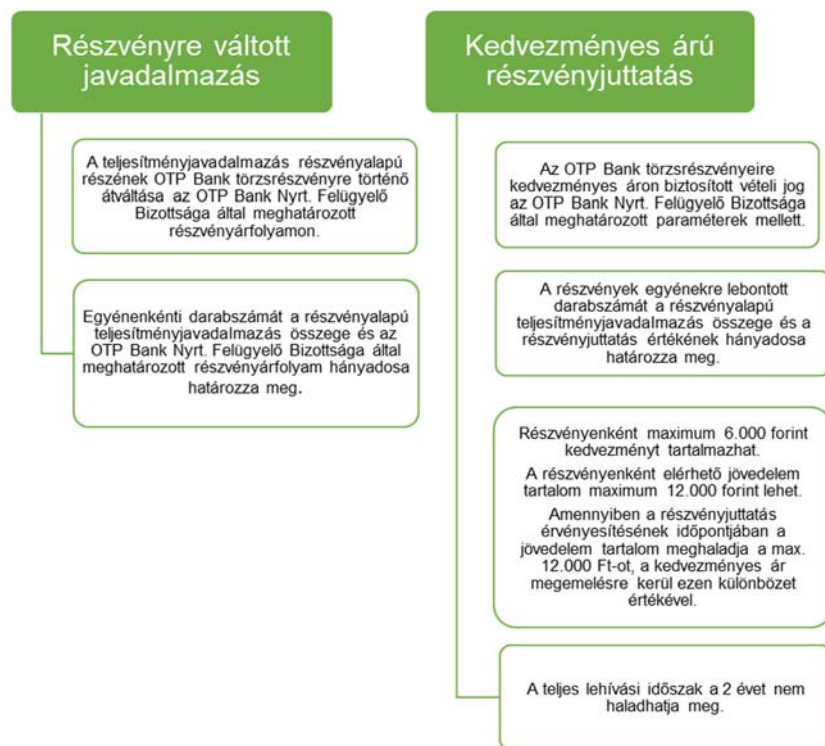 Részvényre váltott
javadalmazás
A teljesítményjavadalmazás részvényalapú
részének OTP Bank törzsrészvényre történő
átváltása az OTP Bank Nyrt. Felügyelő
Bizottsága által meghatározott
részvényárfolyamon.
Egyénenkénti darabszámát a részvényalapú
teljesítményjavadalmazás összege és az
OTP Bank Nyrt. Felügyelő Bizottsága által
meghatározott részvényárfolyam hányadosa
határozza meg.
Kedvezményes árú
részvényjuttatás
Az OTP Bank törzsrészvényeire
kedvezményes áron biztosított vételi jog
az OTP Bank Nyrt. Felügyelő Bizottsága
által meghatározott paraméterek mellett.
A részvények egyénekre lebontott
darabszámát a részvényalapú
teljesítményjavadalmazás összege és a
részvényjuttatás értékének hányadosa
határozza meg.
Részvényenként maximum 6.000 forint
kedvezményt tartalmazhat.
A részvényenként elérhető jövedelem
tartalom maximum 12.000 forint lehet.
Amennyiben a részvényjuttatás
érvényesítésének időpontjában a
jövedelem tartalom meghaladja a max.
12.000 Ft-ot, a kedvezményes ár
megemelésre kerül ezen különbözet
értékével.
A teljes lehívási időszak a 2 évet nem
haladhatja meg.